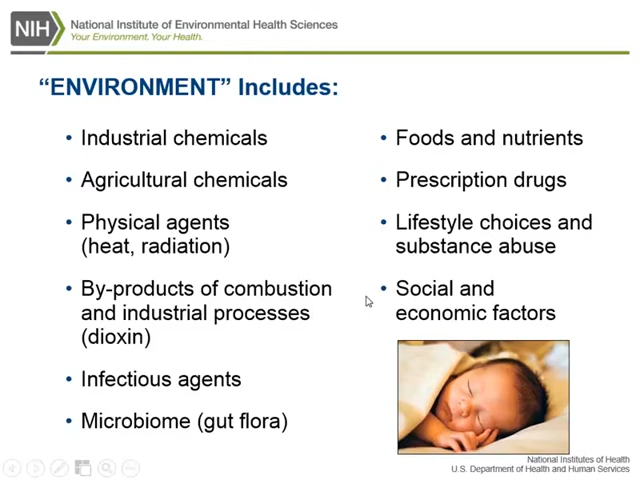 NIH
National Institute of Environmental Health Sciences
Your Environment. Your Health.
“ENVIRONMENT” Includes:
• Industrial chemicals
• Agricultural chemicals
• Physical agents
(heat, radiation)
• By-products of combustion
and industrial processes
(dioxin)
• Infectious agents
• Microbiome (gut flora)
• Foods and nutrients
• Prescription drugs
• Lifestyle choices and
substance abuse
• Social and
economic factors
National Institutes of Health
U.S. Department of Health and Human Services